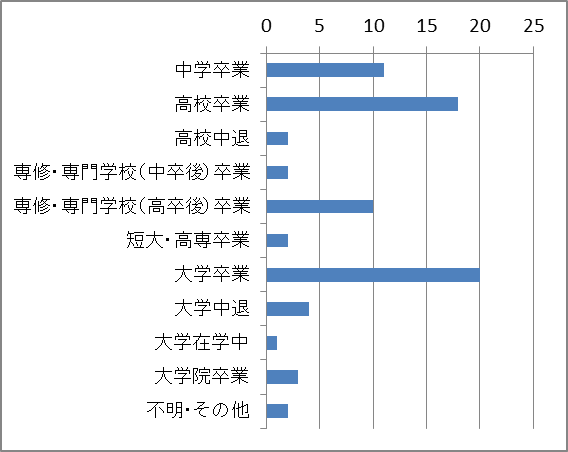 0 5 10 15 20 25
中学卒業
高校卒業
高校中退
専修・専門学校（中卒後）卒業
専修・専門学校（高卒後）卒業
短大・高専卒業
大学卒業
大学中退
大学在学中
大学院卒業
不明・その他